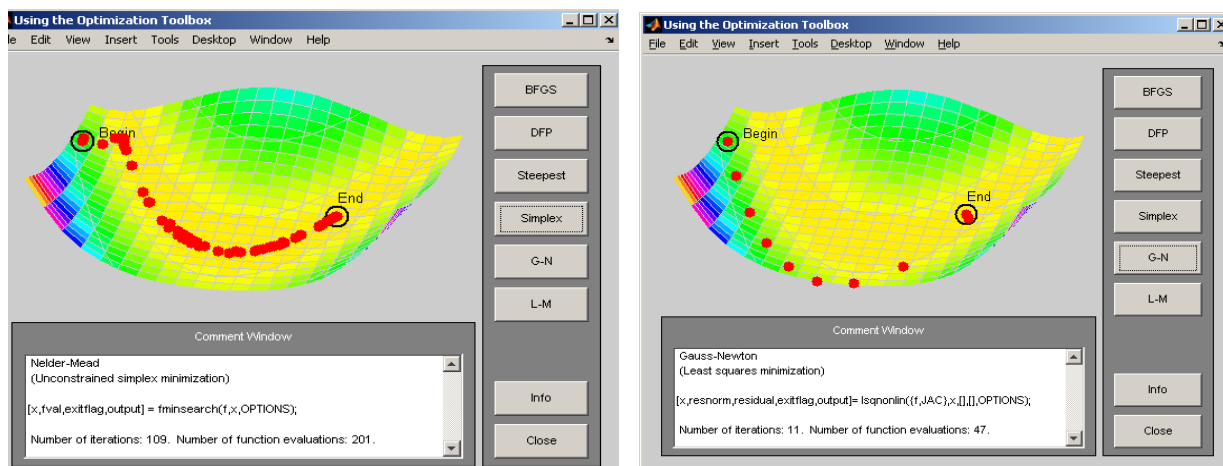 Using the Optimization Toolbox
le Edit View Insert Tools Desktop Window Help
Begin
End
BFGS
DFP
Steepest
Simplex
G-N
L-M
Info
Close
Comment Window
Nelder-Mead
(Unconstrained simplex minimization)
[x,fval,exitflag,output] = fminsearch(f,x,OPTIONS);
Number of iterations: 109. Number of function evaluations: 201.
Using the Optimization Toolbox
File Edit View Insert Tools Desktop Window Help
Begin
End
BFGS
DFP
Steepest
Simplex
G-N
L-M
Info
Close
Comment Window
Gauss-Newton
(Least squares minimization)
[x,resnorm,residual,exitflag,output]= lsqnonlin({f,JAC},x,[],[],OPTIONS);
Number of iterations: 11. Number of function evaluations: 47.